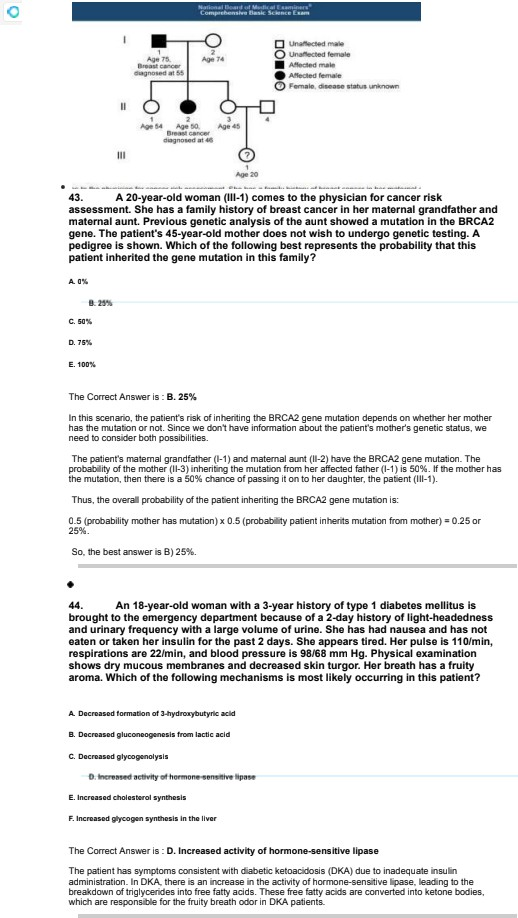 National Board of Medical Examiners®
Comprehensive Basic Science Exam
I
1
Age 75,
Breast cancer
diagnosed at 55
2
Age 74
Unaffected male
Unaffected female
Affected male
Affected female
? Female, disease status unknown
II
1
Age 54
2
Age 50,
Breast cancer
diagnosed at 46
3
Age 45
4
III
?
1
Age 20
43. A 20-year-old woman (III-1) comes to the physician for cancer risk
assessment. She has a family history of breast cancer in her maternal grandfather and
maternal aunt. Previous genetic analysis of the aunt showed a mutation in the BRCA2
gene. The patient's 45-year-old mother does not wish to undergo genetic testing. A
pedigree is shown. Which of the following best represents the probability that this
patient inherited the gene mutation in this family?
A. 0%
B. 25%
C. 50%
D. 75%
E. 100%
The Correct Answer is : B. 25%
In this scenario, the patient's risk of inheriting the BRCA2 gene mutation depends on whether her mother
has the mutation or not. Since we don't have information about the patient's mother's genetic status, we
need to consider both possibilities.
The patient's maternal grandfather (I-1) and maternal aunt (II-2) have the BRCA2 gene mutation. The
probability of the mother (II-3) inheriting the mutation from her affected father (I-1) is 50%. If the mother has
the mutation, then there is a 50% chance of passing it on to her daughter, the patient (III-1).
Thus, the overall probability of the patient inheriting the BRCA2 gene mutation is:
0.5 (probability mother has mutation) x 0.5 (probability patient inherits mutation from mother) = 0.25 or
25%.
So, the best answer is B) 25%.
44. An 18-year-old woman with a 3-year history of type 1 diabetes mellitus is
brought to the emergency department because of a 2-day history of light-headedness
and urinary frequency with a large volume of urine. She has had nausea and has not
eaten or taken her insulin for the past 2 days. She appears tired. Her pulse is 110/min,
respirations are 22/min, and blood pressure is 98/68 mm Hg. Physical examination
shows dry mucous membranes and decreased skin turgor. Her breath has a fruity
aroma. Which of the following mechanisms is most likely occurring in this patient?
A. Decreased formation of 3-hydroxybutyric acid
B. Decreased gluconeogenesis from lactic acid
C. Decreased glycogenolysis
D. Increased activity of hormone-sensitive lipase
E. Increased cholesterol synthesis
F. Increased glycogen synthesis in the liver
The Correct Answer is : D. Increased activity of hormone-sensitive lipase
The patient has symptoms consistent with diabetic ketoacidosis (DKA) due to inadequate insulin
administration. In DKA, there is an increase in the activity of hormone-sensitive lipase, leading to the
breakdown of triglycerides into free fatty acids. These free fatty acids are converted into ketone bodies,
which are responsible for the fruity breath odor in DKA patients.